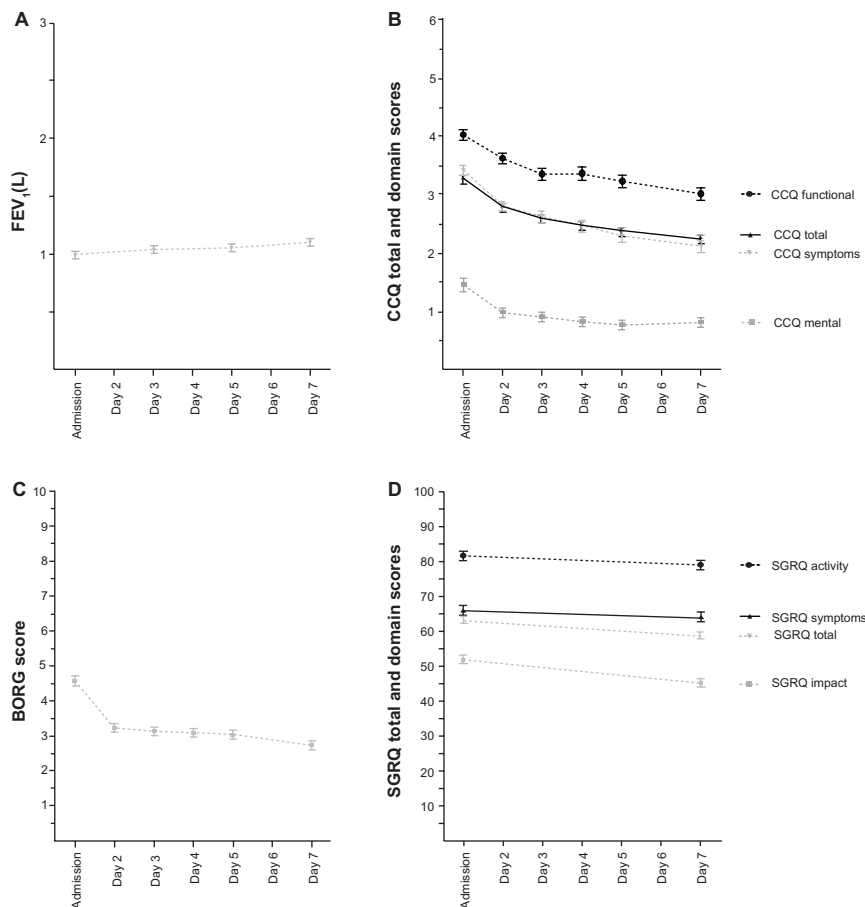 A
3
2
1
FEV1(L)
Admission
Day 2
Day 3
Day 4
Day 5
Day 6
Day 7
B
6
5
4
3
2
1
CCQ total and domain scores
CCQ functional
CCQ total
CCQ symptoms
CCQ mental
Admission
Day 2
Day 3
Day 4
Day 5
Day 6
Day 7
C
10
9
8
7
6
5
4
3
2
1
BORG score
Admission
Day 2
Day 3
Day 4
Day 5
Day 6
Day 7
D
100
90
80
70
60
50
40
30
20
10
SGRQ total and domain scores
SGRQ activity
SGRQ symptoms
SGRQ total
SGRQ impact
Admission
Day 2
Day 3
Day 4
Day 5
Day 6
Day 7